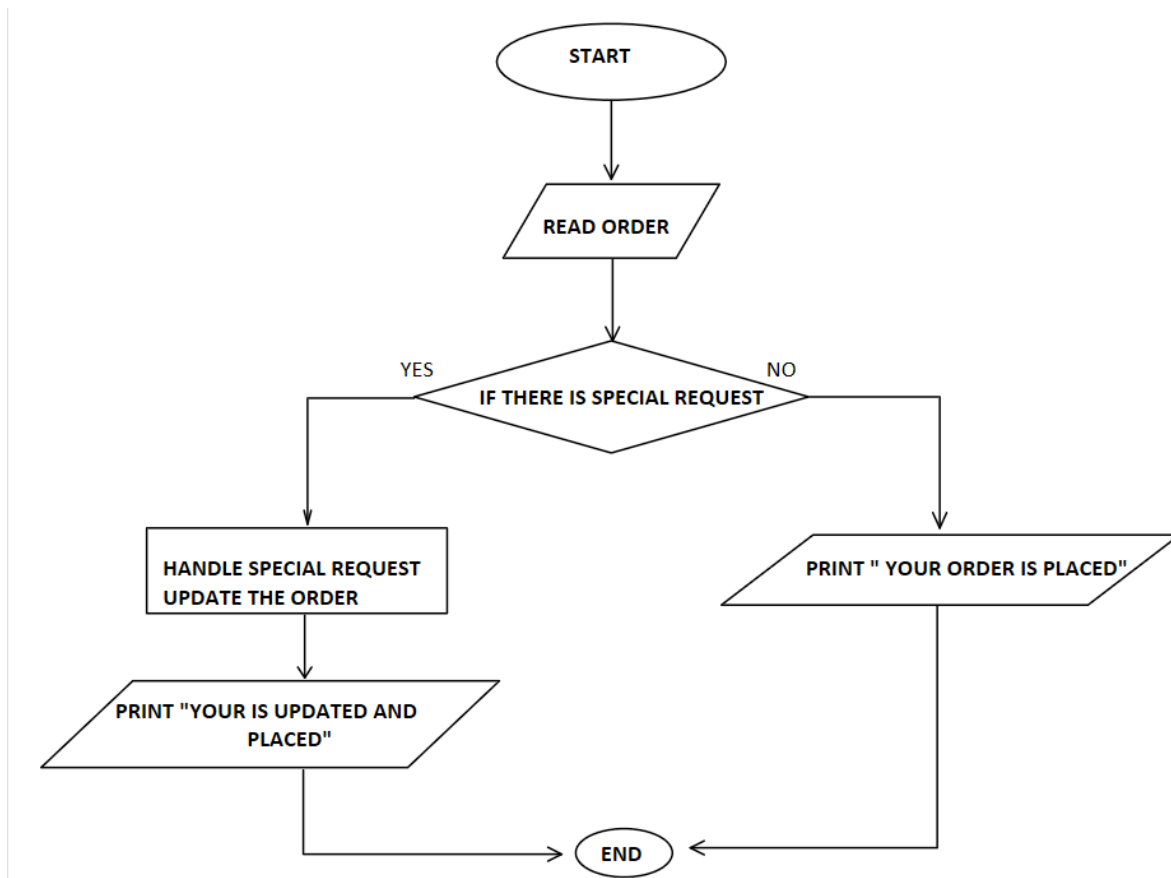 START
READ ORDER
YES
NO
IF THERE IS SPECIAL REQUEST
HANDLE SPECIAL REQUEST
UPDATE THE ORDER
PRINT " YOUR ORDER IS PLACED"
PRINT "YOUR IS UPDATED AND
PLACED"
END